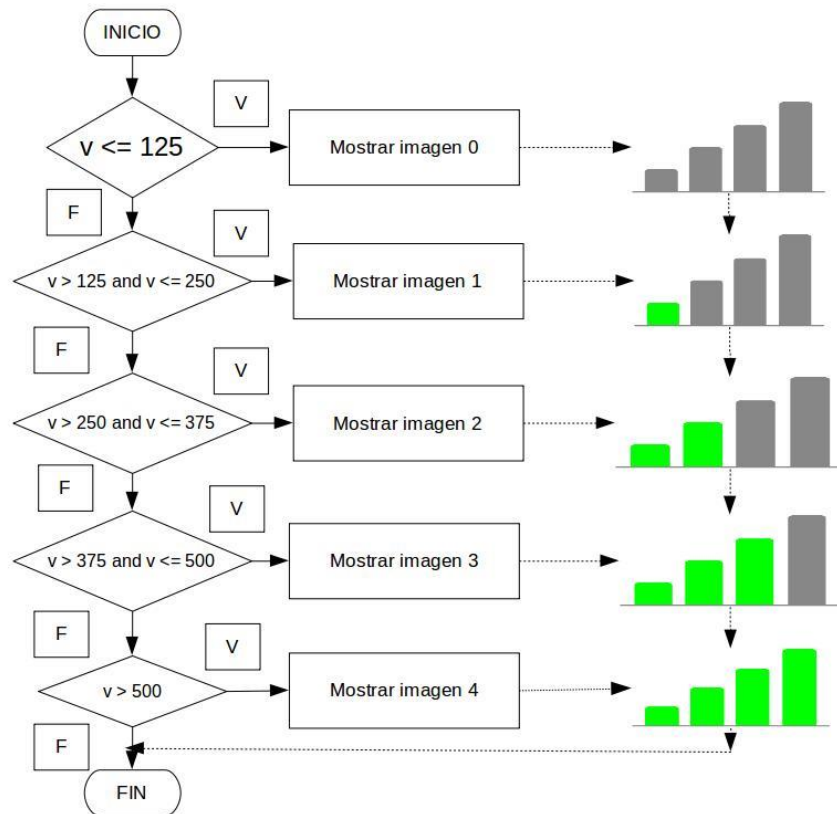 INICIO
V
v <= 125
Mostrar imagen 0
F
V
v > 125 and v <= 250
Mostrar imagen 1
F
V
v > 250 and v <= 375
Mostrar imagen 2
F
V
v > 375 and v <= 500
Mostrar imagen 3
F
V
v > 500
Mostrar imagen 4
F
FIN